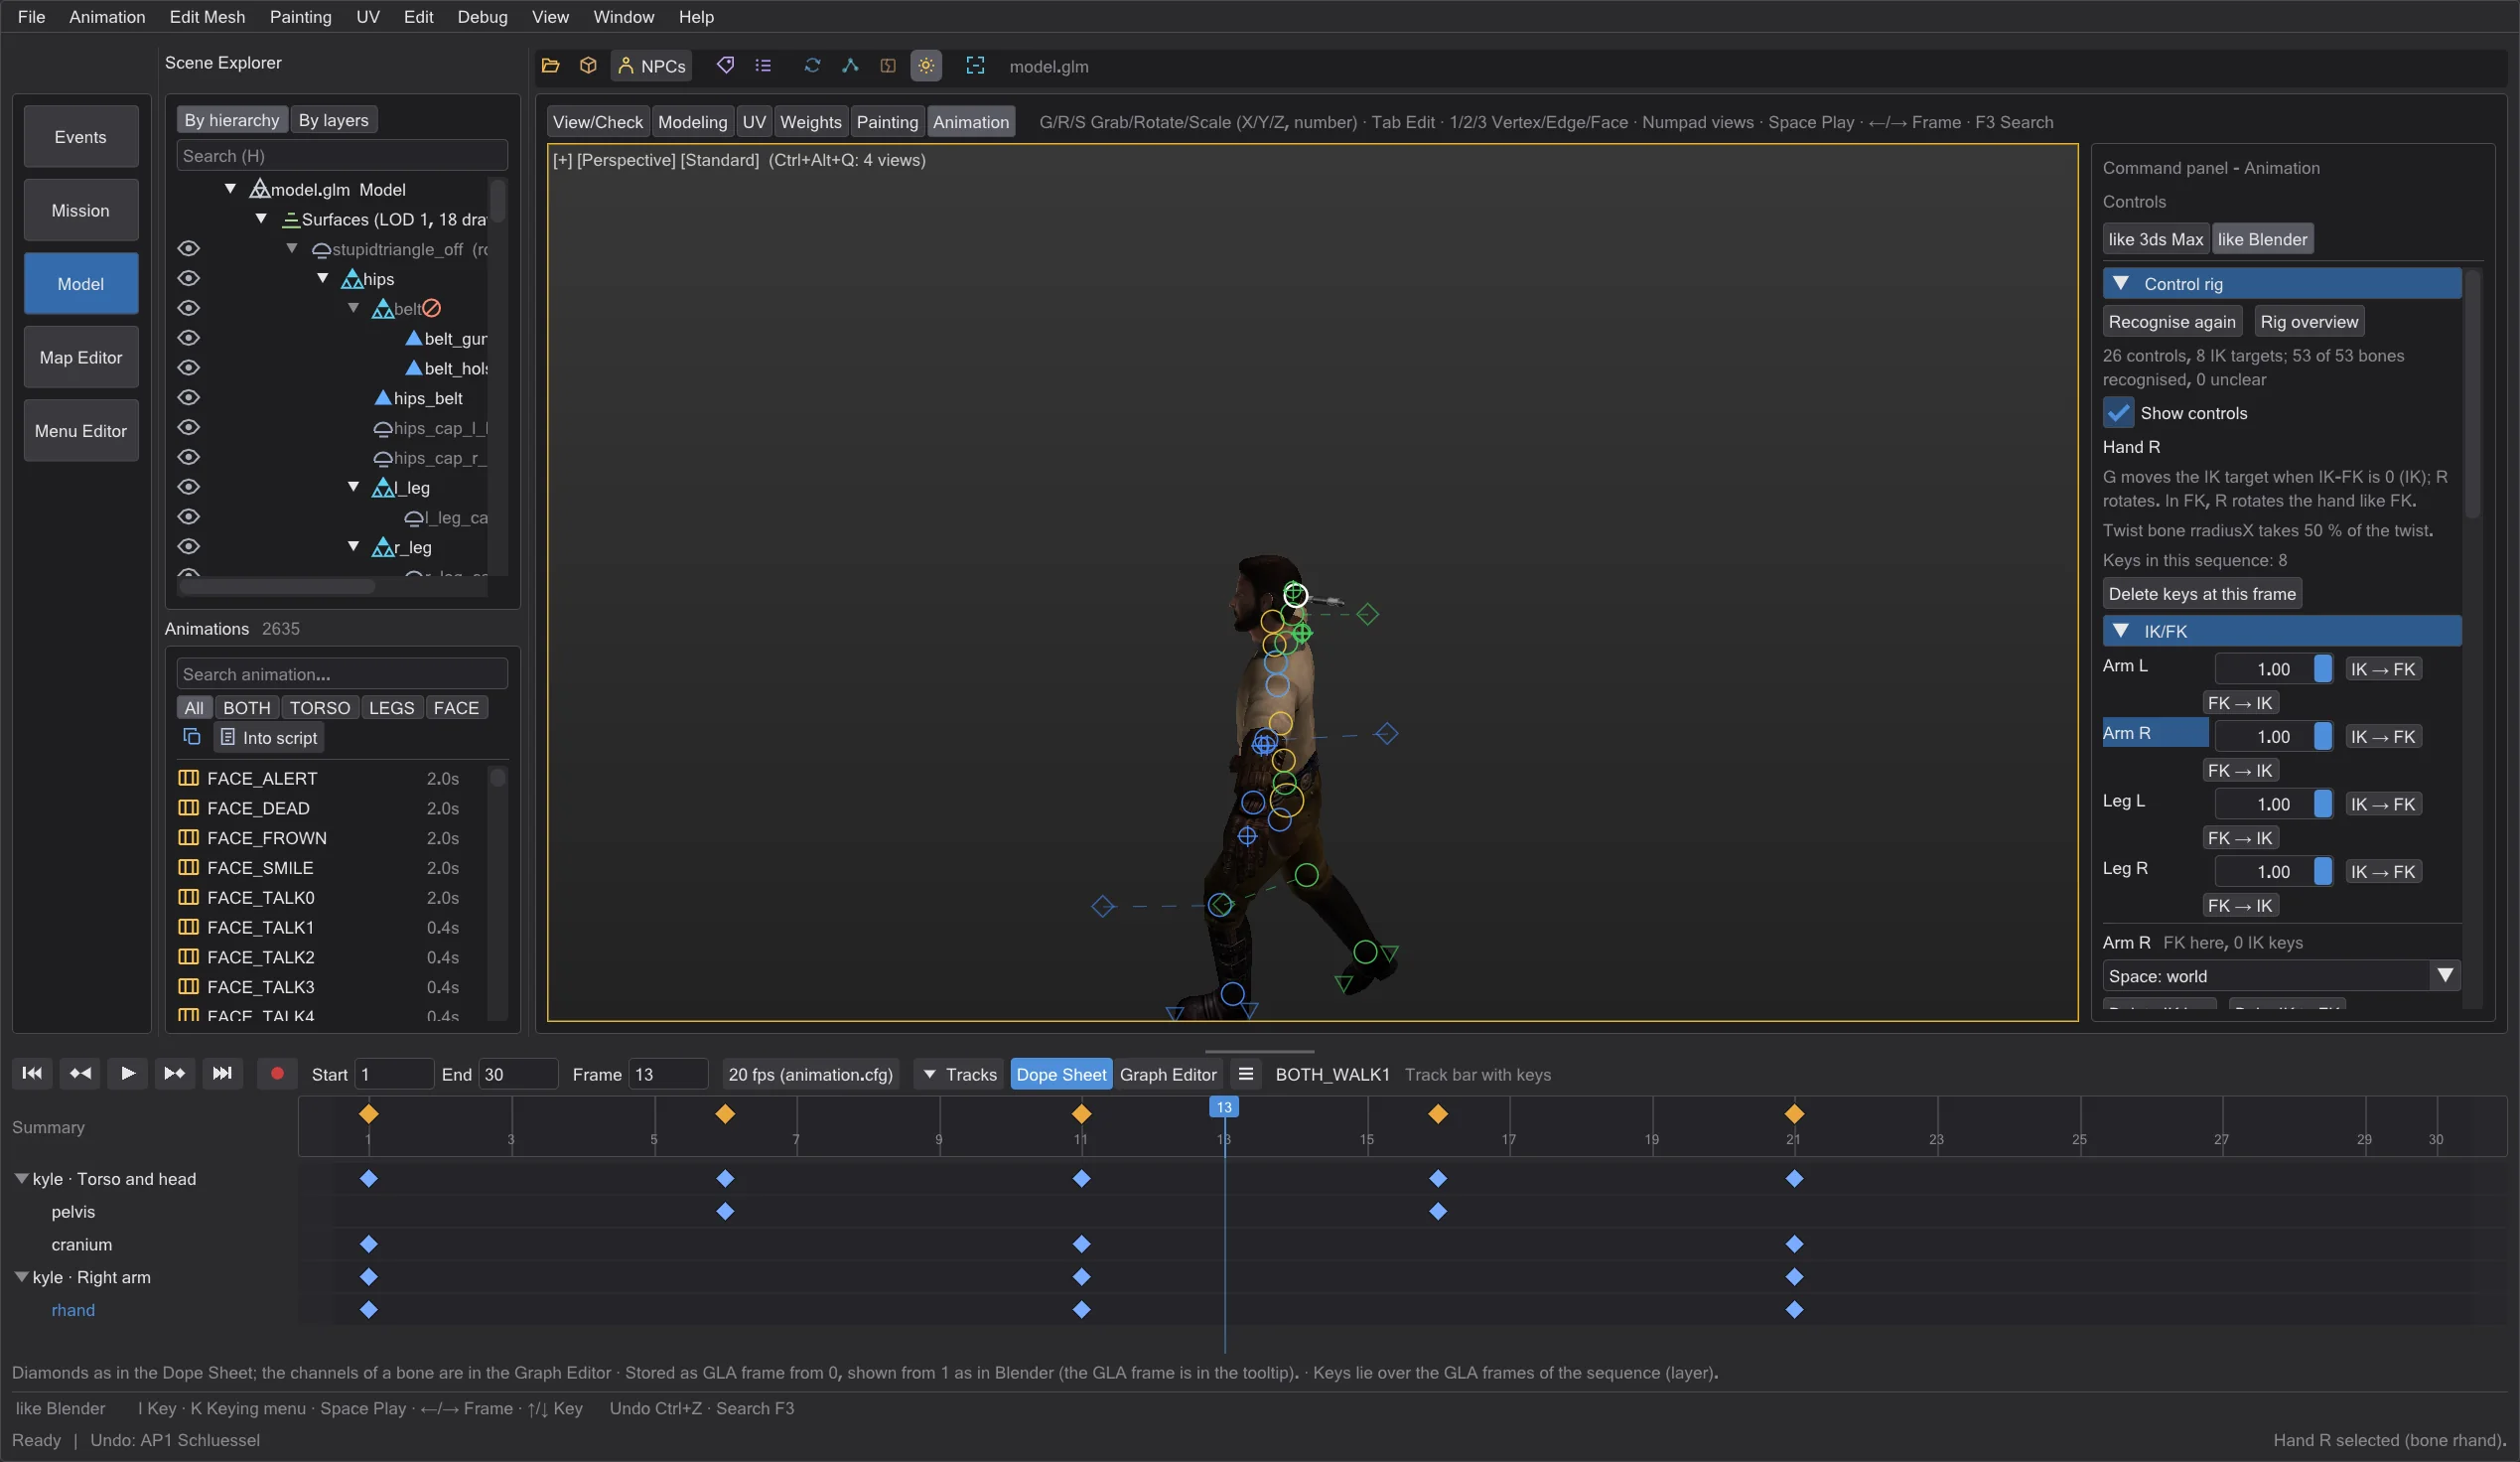 File Animation Edit Mesh Painting UV Edit Debug View Window Help
Scene Explorer
NPCs model.glm
Events
Mission
Model
Map Editor
Menu Editor
By hierarchy By layers
Search (H)
model.glm Model
Surfaces (LOD 1, 18 dra
stupidtriangle_off (ro
hips
belt
belt_gun
belt_hols
hips_belt
hips_cap_l_l
hips_cap_r_
l_leg
l_leg_ca
r_leg
Animations 2635
Search animation...
All BOTH TORSO LEGS FACE
Into script
FACE_ALERT 2.0s
FACE_DEAD 2.0s
FACE_FROWN 2.0s
FACE_SMILE 2.0s
FACE_TALK0 2.0s
FACE_TALK1 0.4s
FACE_TALK2 0.4s
FACE_TALK3 0.4s
FACE_TALK4 0.4s
View/Check Modeling UV Weights Painting Animation G/R/S Grab/Rotate/Scale (X/Y/Z, number) · Tab Edit · 1/2/3 Vertex/Edge/Face · Numpad views · Space Play · ←/→ Frame · F3 Search
[+] [Perspective] [Standard] (Ctrl+Alt+Q: 4 views)
Command panel - Animation
Controls
like 3ds Max like Blender
Control rig
Recognise again Rig overview
26 controls, 8 IK targets; 53 of 53 bones
recognised, 0 unclear
Show controls
Hand R
G moves the IK target when IK-FK is 0 (IK); R
rotates. In FK, R rotates the hand like FK.
Twist bone rradiusX takes 50 % of the twist.
Keys in this sequence: 8
Delete keys at this frame
IK/FK
Arm L 1.00 IK → FK
FK → IK
Arm R 1.00 IK → FK
FK → IK
Leg L 1.00 IK → FK
FK → IK
Leg R 1.00 IK → FK
FK → IK
Arm R FK here, 0 IK keys
Space: world
Start 1 End 30 Frame 13 20 fps (animation.cfg) Tracks Dope Sheet Graph Editor BOTH_WALK1 Track bar with keys
13
Summary 1 3 5 7 9 11 13 15 17 19 21 23 25 27 29 30
kyle · Torso and head
pelvis
cranium
kyle · Right arm
rhand
Diamonds as in the Dope Sheet; the channels of a bone are in the Graph Editor · Stored as GLA frame from 0, shown from 1 as in Blender (the GLA frame is in the tooltip). · Keys lie over the GLA frames of the sequence (layer).
like Blender I Key · K Keying menu · Space Play · ←/→ Frame · ↑/↓ Key Undo Ctrl+Z · Search F3
Ready | Undo: AP1 Schluessel Hand R selected (bone rhand).